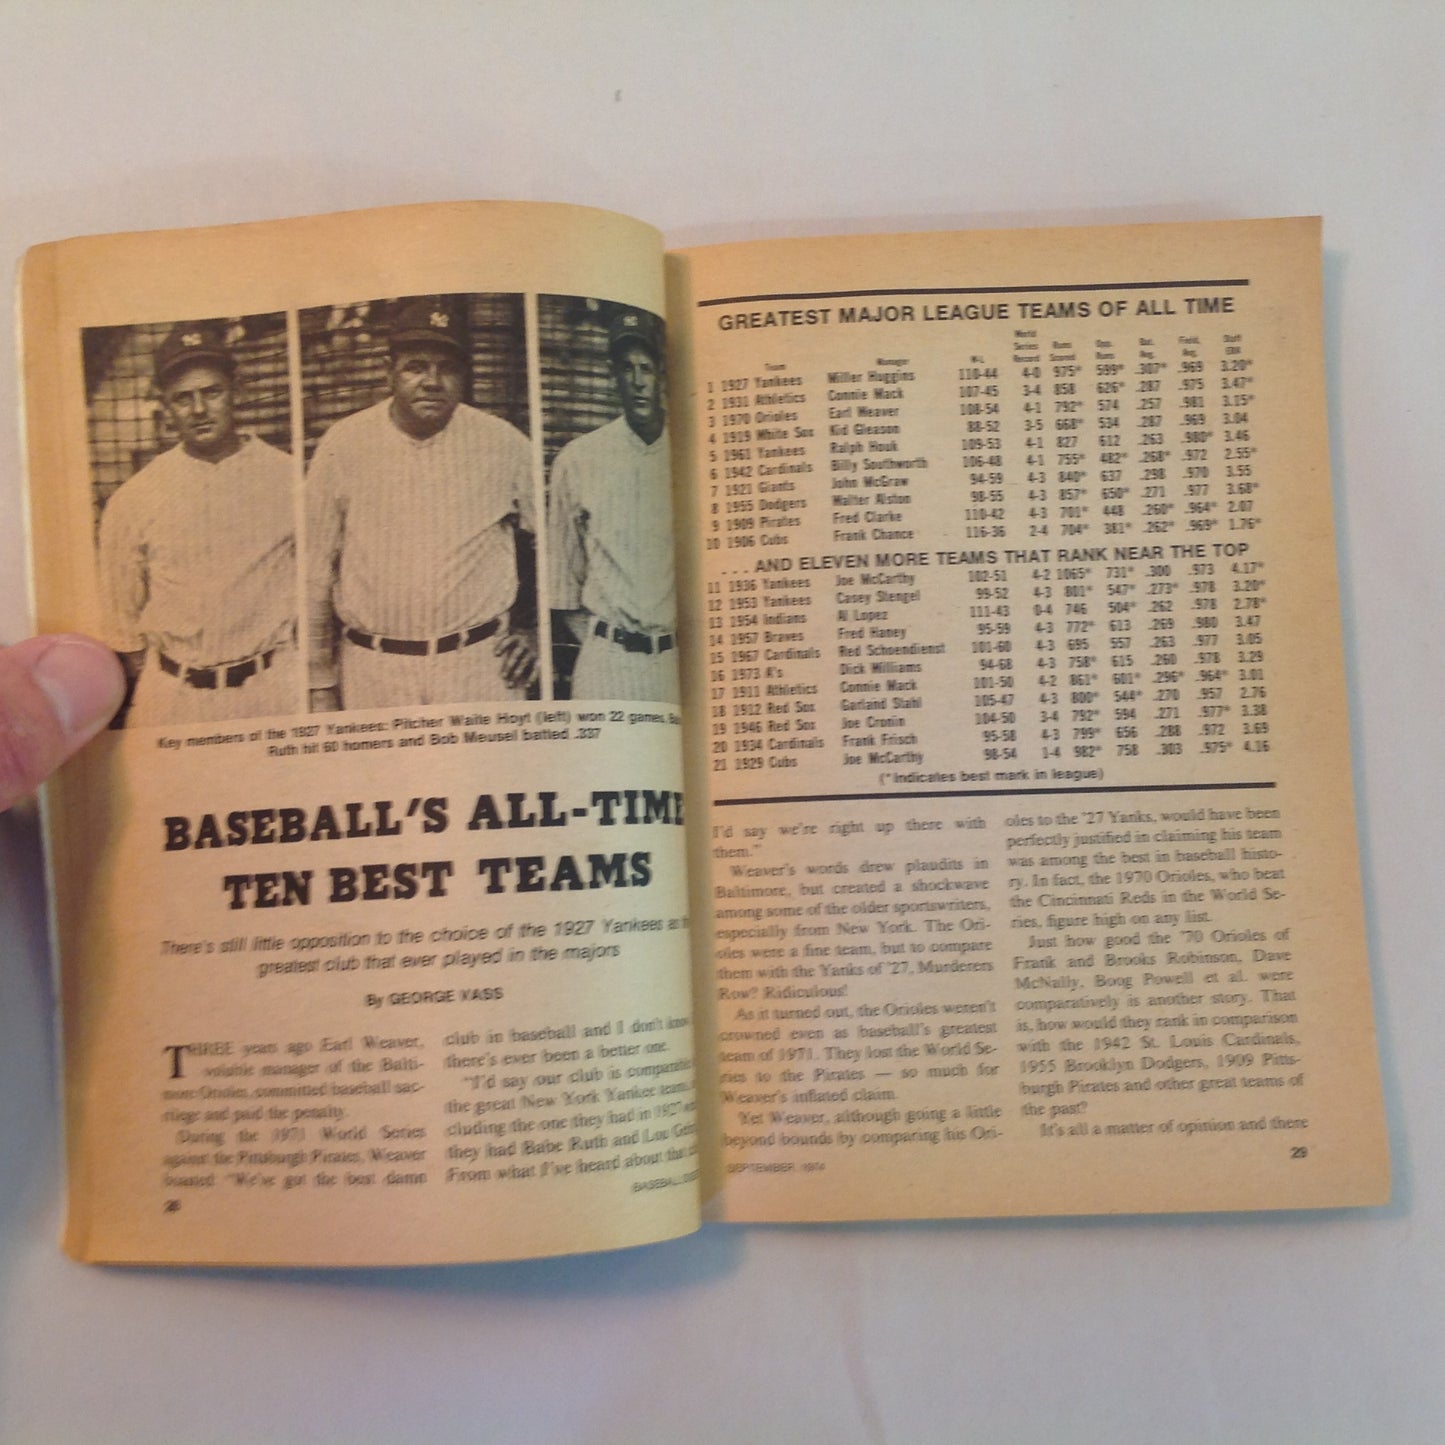 Key members of the 1927 Yankees: Pitcher Waite Hoyt (left) won 22 games,
Ruth hit 60 homers and Bob Meusel batted .337
BASEBALL'S ALL-TIME
TEN BEST TEAMS
There's still little opposition to the choice of the 1927 Yankees as
greatest club that ever played in the majors
By GEORGE VASS
THREE years ago Earl Weaver,
voluble manager of the Balti-
more Orioles, committed baseball sac-
rilege and paid the penalty.
During the 1971 World Series
against the Pittsburgh Pirates, Weaver
boasted: "We've got the best damn
28
club in baseball and I don't know
there's ever been a better one.
"I'd say our club is comparable
the great New York Yankee teams,
cluding the one they had in 1927
they had Babe Ruth and Lou
From what I've heard about
BASEBALL
GREATEST MAJOR LEAGUE TEAMS OF ALL TIME
Team Manager W-L World Series Record Runs Scored Opp. Runs Bat. Avg. Field. Avg. Staff ERA
1 1927 Yankees Miller Huggins 110-44 4-0 975* 599* .307* .969 3.20*
2 1931 Athletics Connie Mack 107-45 3-4 858 626* .287 .975 3.47*
3 1970 Orioles Earl Weaver 108-54 4-1 792* 574 .257 .981 3.15*
4 1919 White Sox Kid Gleason 88-52 3-5 668* 534 .287 .969 3.04
5 1961 Yankees Ralph Houk 109-53 4-1 827 612 .263 .980* 3.46
6 1942 Cardinals Billy Southworth 106-48 4-1 755* 482* .268* .972 2.55*
7 1921 Giants John McGraw 94-59 4-3 840* 637 .298 .970 3.55
8 1955 Dodgers Walter Alston 98-55 4-3 857* 650* .271 .977 3.68*
9 1909 Pirates Fred Clarke 110-42 4-3 701* 448 .260* .964* 2.07
10 1906 Cubs Frank Chance 116-36 2-4 704* 381* .262* .969* 1.76*
. . . AND ELEVEN MORE TEAMS THAT RANK NEAR THE TOP
11 1936 Yankees Joe McCarthy 102-51 4-2 1065* 731* .300 .973 4.17*
12 1953 Yankees Casey Stengel 99-52 4-3 801* 547* .273* .978 3.20*
13 1954 Indians Al Lopez 111-43 0-4 746 504* .262 .978 2.78*
14 1957 Braves Fred Haney 95-59 4-3 772* 613 .269 .980 3.47
15 1967 Cardinals Red Schoendienst 101-60 4-3 695 557 .263 .977 3.05
16 1973 A's Dick Williams 94-68 4-3 758* 615 .260 .978 3.29
17 1911 Athletics Connie Mack 101-50 4-2 861* 601* .296* .964* 3.01
18 1912 Red Sox Garland Stahl 105-47 4-3 800* 544* .270 .957 2.76
19 1946 Red Sox Joe Cronin 104-50 3-4 792* 594 .271 .977* 3.38
20 1934 Cardinals Frank Frisch 95-58 4-3 799* 656 .288 .972 3.69
21 1929 Cubs Joe McCarthy 98-54 1-4 982* 758 .303 .975* 4.16
(*Indicates best mark in league)
I'd say we're right up there with
them."
Weaver's words drew plaudits in
Baltimore, but created a shockwave
among some of the older sportswriters,
especially from New York. The Ori-
oles were a fine team, but to compare
them with the Yanks of '27, Murderers
Row? Ridiculous!
As it turned out, the Orioles weren't
crowned even as baseball's greatest
team of 1971. They lost the World Se-
ries to the Pirates — so much for
Weaver's inflated claim.
Yet Weaver, although going a little
beyond bounds by comparing his Ori-
SEPTEMBER, 1974
oles to the '27 Yanks, would have been
perfectly justified in claiming his team
was among the best in baseball histo-
ry. In fact, the 1970 Orioles, who beat
the Cincinnati Reds in the World Se-
ries, figure high on any list.
Just how good the '70 Orioles of
Frank and Brooks Robinson, Dave
McNally, Boog Powell et al. were
comparatively is another story. That
is, how would they rank in comparison
with the 1942 St. Louis Cardinals,
1955 Brooklyn Dodgers, 1909 Pitts-
burgh Pirates and other great teams of
the past?
It's all a matter of opinion and there
29